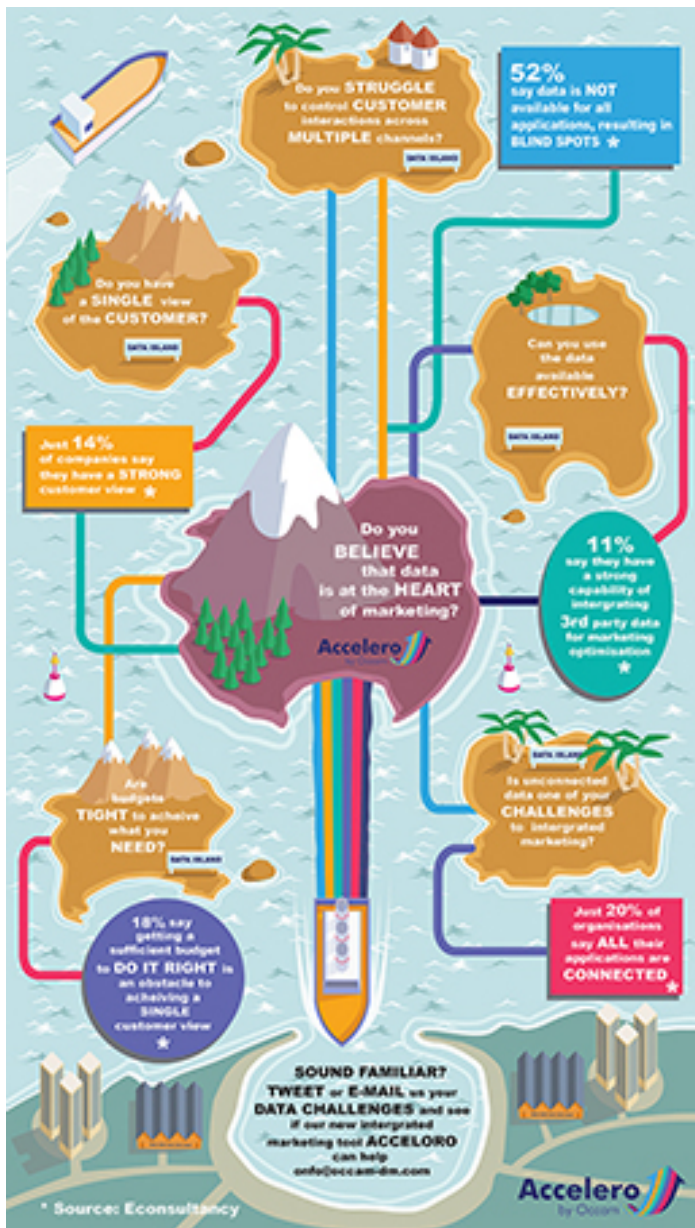 Do you STRUGGLE
to control CUSTOMER
interactions across
MULTIPLE channels?
DATA ISLAND
52%
say data is NOT
available for all
applications, resulting in
BLIND SPOTS *
Do you have
a SINGLE view
of the CUSTOMER?
DATA ISLAND
Can you use
the data
available
EFFECTIVELY?
DATA ISLAND
Just 14%
of companies say
they have a STRONG
customer view *
Do you
BELIEVE
that data
is at the HEART
of marketing?
Accelero
by Occam
11%
say they have
a strong
capability of
intergrating
3rd party data
for marketing
optimisation
*
Are
budgets
TIGHT to acheive
what you
NEED?
DATA ISLAND
DATA ISLAND
Is unconnected
data one of your
CHALLENGES
to intergrated
marketing?
18% say
getting a
sufficient budget
to DO IT RIGHT is
an obstacle to
acheiving a
SINGLE
customer view
*
Just 20% of
organisations
say ALL their
applications are
CONNECTED *
SOUND FAMILIAR?
TWEET or E-MAIL us your
DATA CHALLENGES and see
if our new intergrated
marketing tool ACCELORO
can help
onfo@occam-dm.com
* Source: Econsultancy
Accelero
by Occam